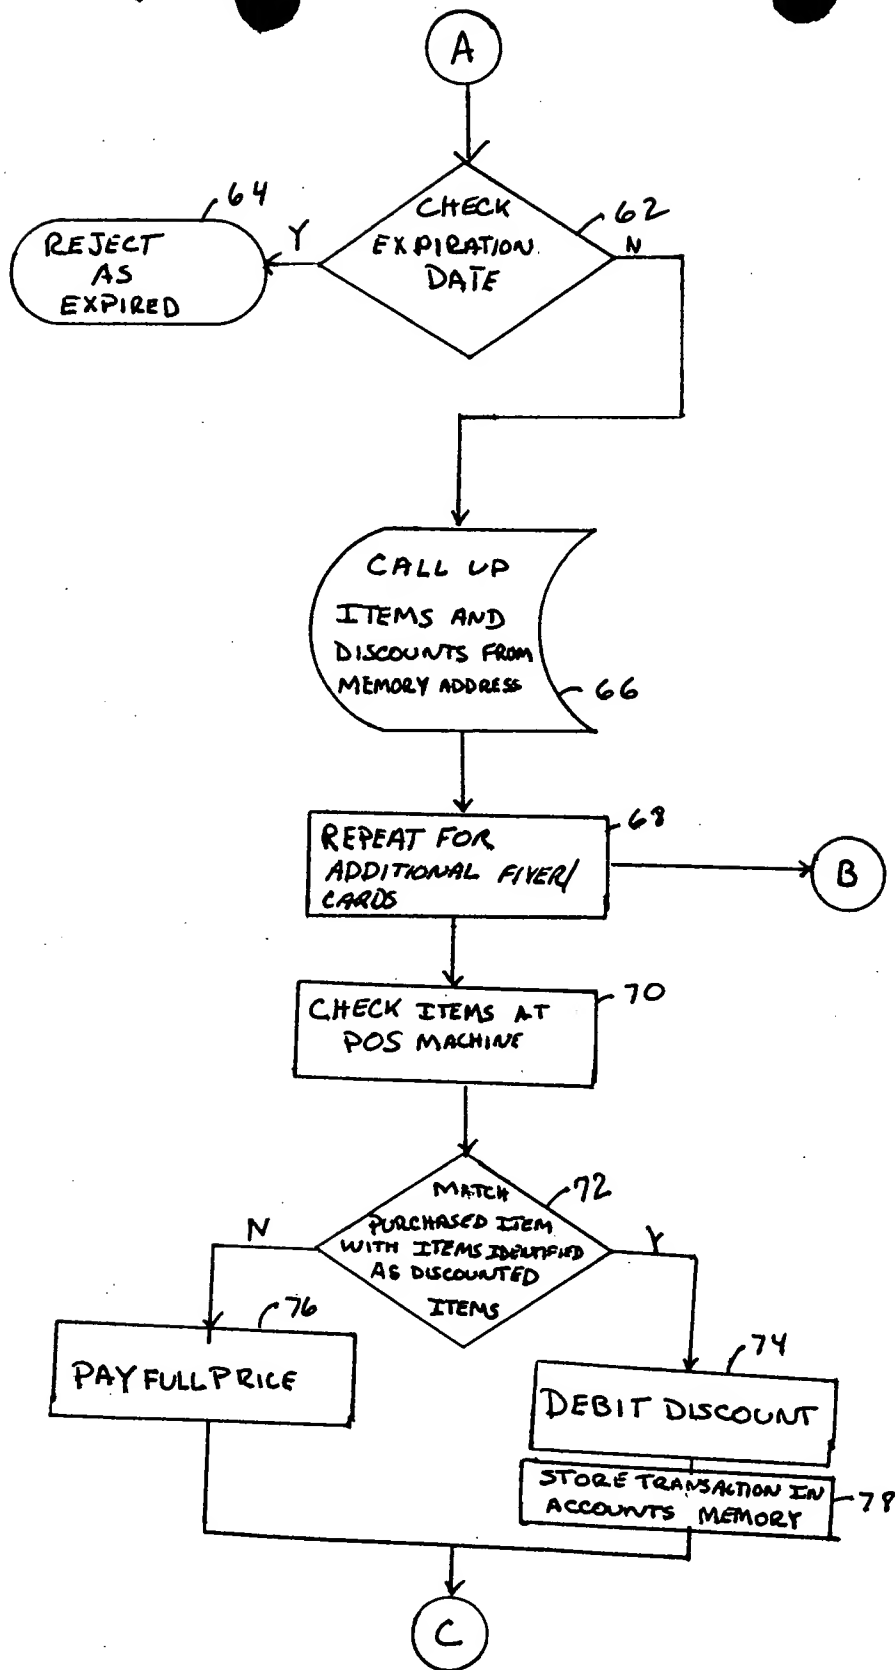 A
64
REJECT
AS
EXPIRED
Y
CHECK
EXPIRATION
DATE
62
N
CALL UP
ITEMS AND
DISCOUNTS FROM
MEMORY ADDRESS
66
REPEAT FOR
ADDITIONAL FLYER/
CARDS
68
B
CHECK ITEMS AT
POS MACHINE
70
MATCH
PURCHASED ITEM
WITH ITEMS IDENTIFIED
AS DISCOUNTED
ITEMS
72
N
Y
76
PAY FULL PRICE
74
DEBIT DISCOUNT
STORE TRANSACTION IN
ACCOUNTS MEMORY
78
C